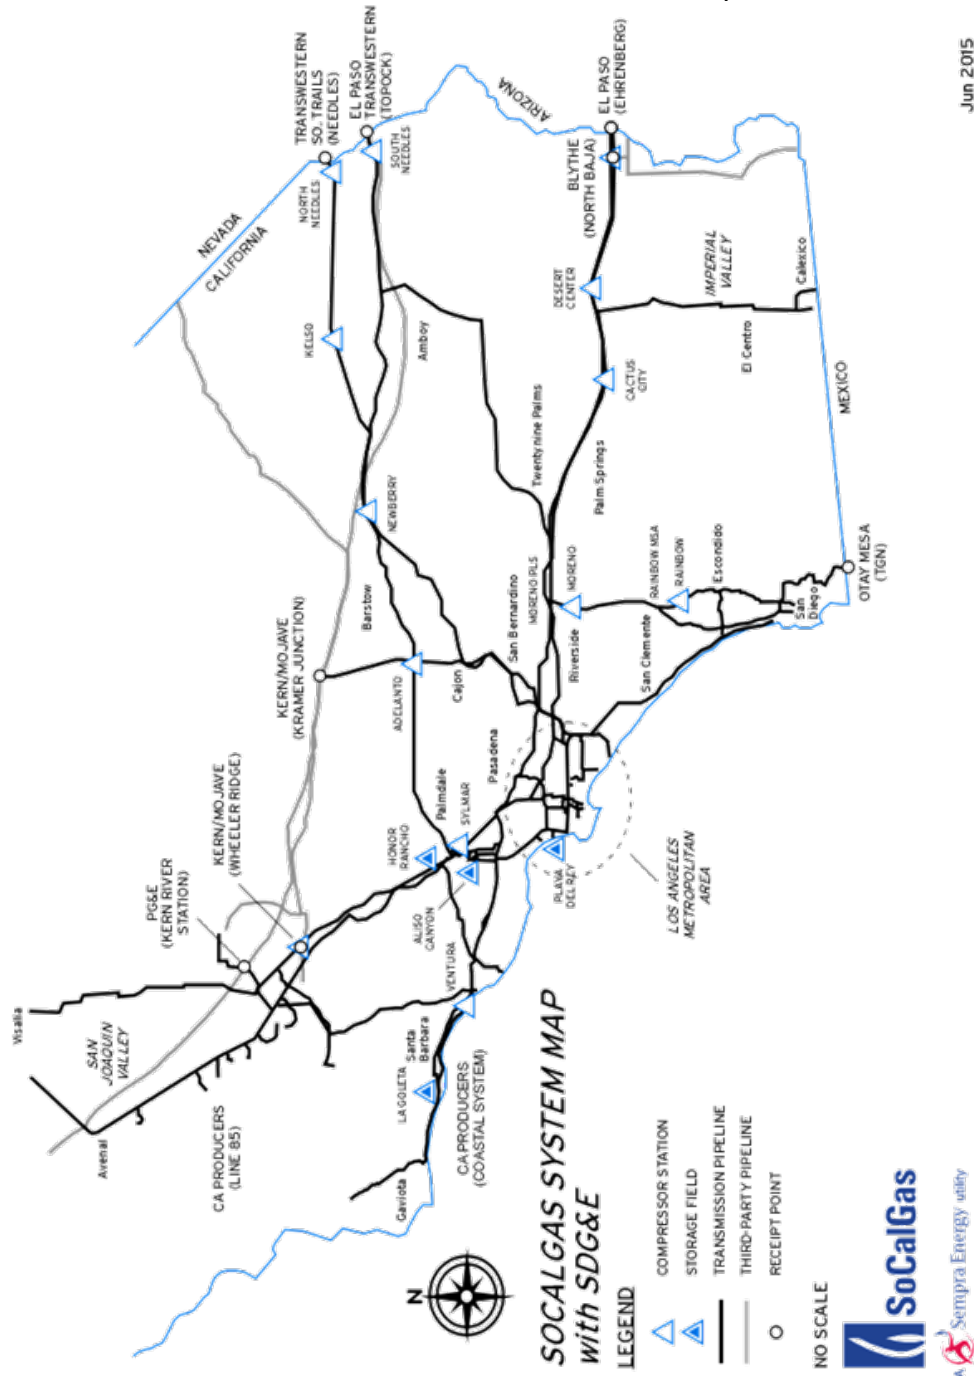 Jun 2015
TRANSWESTERN
SO. TRAILS
(NEEDLES)
EL PASO
TRANSWESTERN
(TOPOCK)
NORTH
NEEDLES
SOUTH
NEEDLES
NEVADA
CALIFORNIA
ARIZONA
EL PASO
(EHRENBERG)
BLYTHE
(NORTH BAJA)
KELSO
Amboy
DESERT
CENTER
IMPERIAL
VALLEY
Calexico
El Centro
CACTUS
CITY
MEXICO
Twentynine Palms
Palm Springs
NEWBERRY
Barstow
KERN/MOJAVE
(KRAMER JUNCTION)
ADELANTO
Cajon
San Bernardino
MORENO PLS
MORENO
Riverside
RAINBOW MSA
RAINBOW
Escondido
San Clemente
San
Diego
OTAY MESA
(TGN)
PG&E
(KERN RIVER
STATION)
KERN/MOJAVE
(WHEELER RIDGE)
HONOR
RANCHO
Palmdale
SYLMAR
Pasadena
ALISO
CANYON
PLAYA
DEL REY
LOS ANGELES
METROPOLITAN
AREA
VENTURA
Visalia
SAN
JOAQUIN
VALLEY
Avenal
CA PRODUCERS
(LINE 85)
Santa
Barbara
LA GOLETA
CA PRODUCERS
(COASTAL SYSTEM)
Gaviota
N
SOCALGAS SYSTEM MAP
with SDG&E
LEGEND
COMPRESSOR STATION
STORAGE FIELD
TRANSMISSION PIPELINE
THIRD-PARTY PIPELINE
RECEIPT POINT
NO SCALE
SoCalGas
A Sempra Energy utility